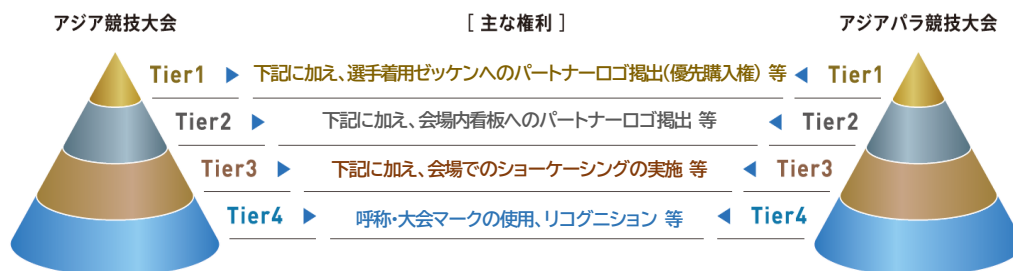 アジア競技大会 [ 主な権利 ] アジアパラ競技大会
Tier1 ▶ 下記に加え、選手着用ゼッケンへのパートナーロゴ掲出(優先購入権) 等 ◀ Tier1
Tier2 ▶ 下記に加え、会場内看板へのパートナーロゴ掲出 等 ◀ Tier2
Tier3 ▶ 下記に加え、会場でのショーケーシングの実施 等 ◀ Tier3
Tier4 ▶ 呼称・大会マークの使用、リコグニション 等 ◀ Tier4